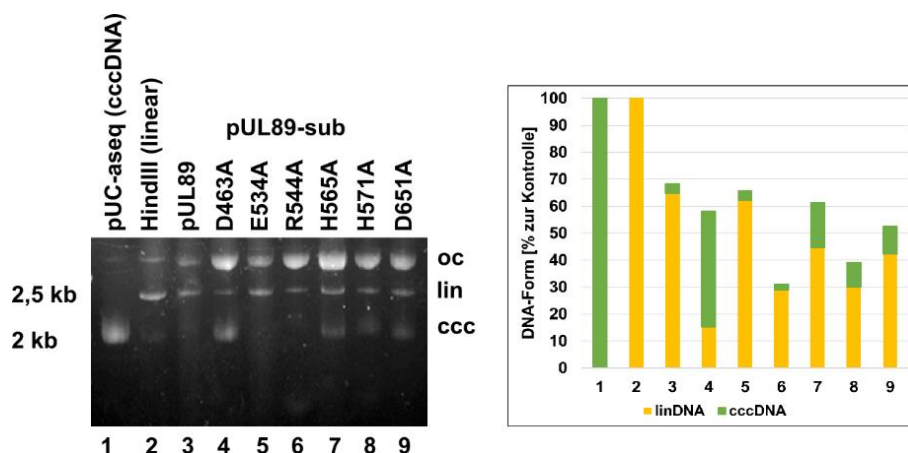 pUC-aseq (cccDNA)
HindIII (linear)
pUL89
pUL89-sub
D463A
E534A
R544A
H565A
H571A
D651A
oc
lin
ccc
2,5 kb
2 kb
1 2 3 4 5 6 7 8 9
DNA-Form [% zur Kontrolle]
100
90
80
70
60
50
40
30
20
10
0
1 2 3 4 5 6 7 8 9
linDNA cccDNA